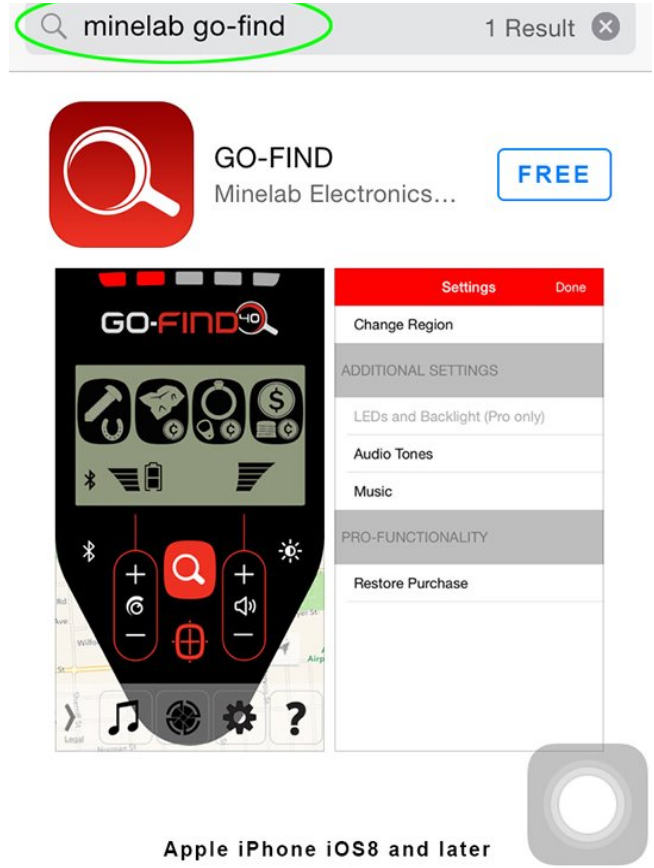 minelab go-find 1 Result
GO-FIND
Minelab Electronics...
FREE
GO-FIND 40
Settings Done
Change Region
ADDITIONAL SETTINGS
LEDs and Backlight (Pro only)
Audio Tones
Music
PRO-FUNCTIONALITY
Restore Purchase
Legal
Apple iPhone iOS8 and later